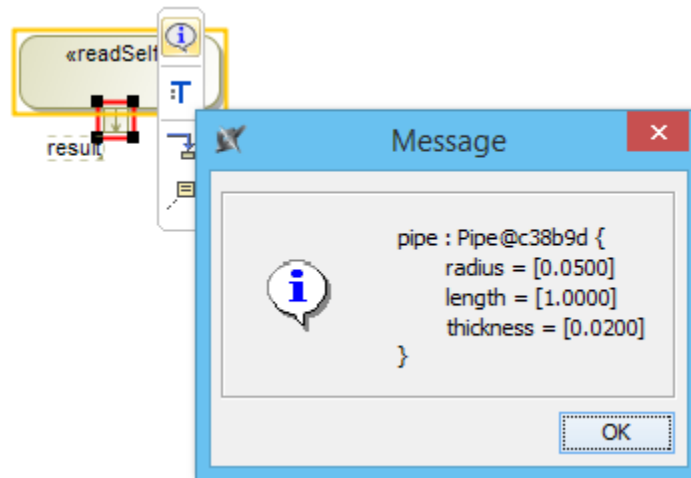 «readSelf
:T
result
Message
pipe : Pipe@c38b9d {
radius = [0.0500]
length = [1.0000]
thickness = [0.0200]
}
OK